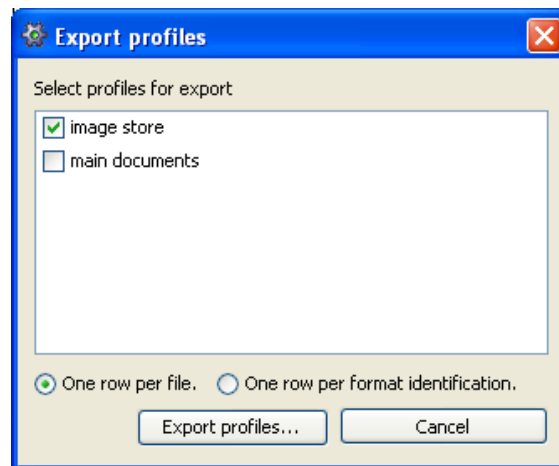 Export profiles
Select profiles for export
image store
main documents
One row per file. One row per format identification.
Export profiles... Cancel